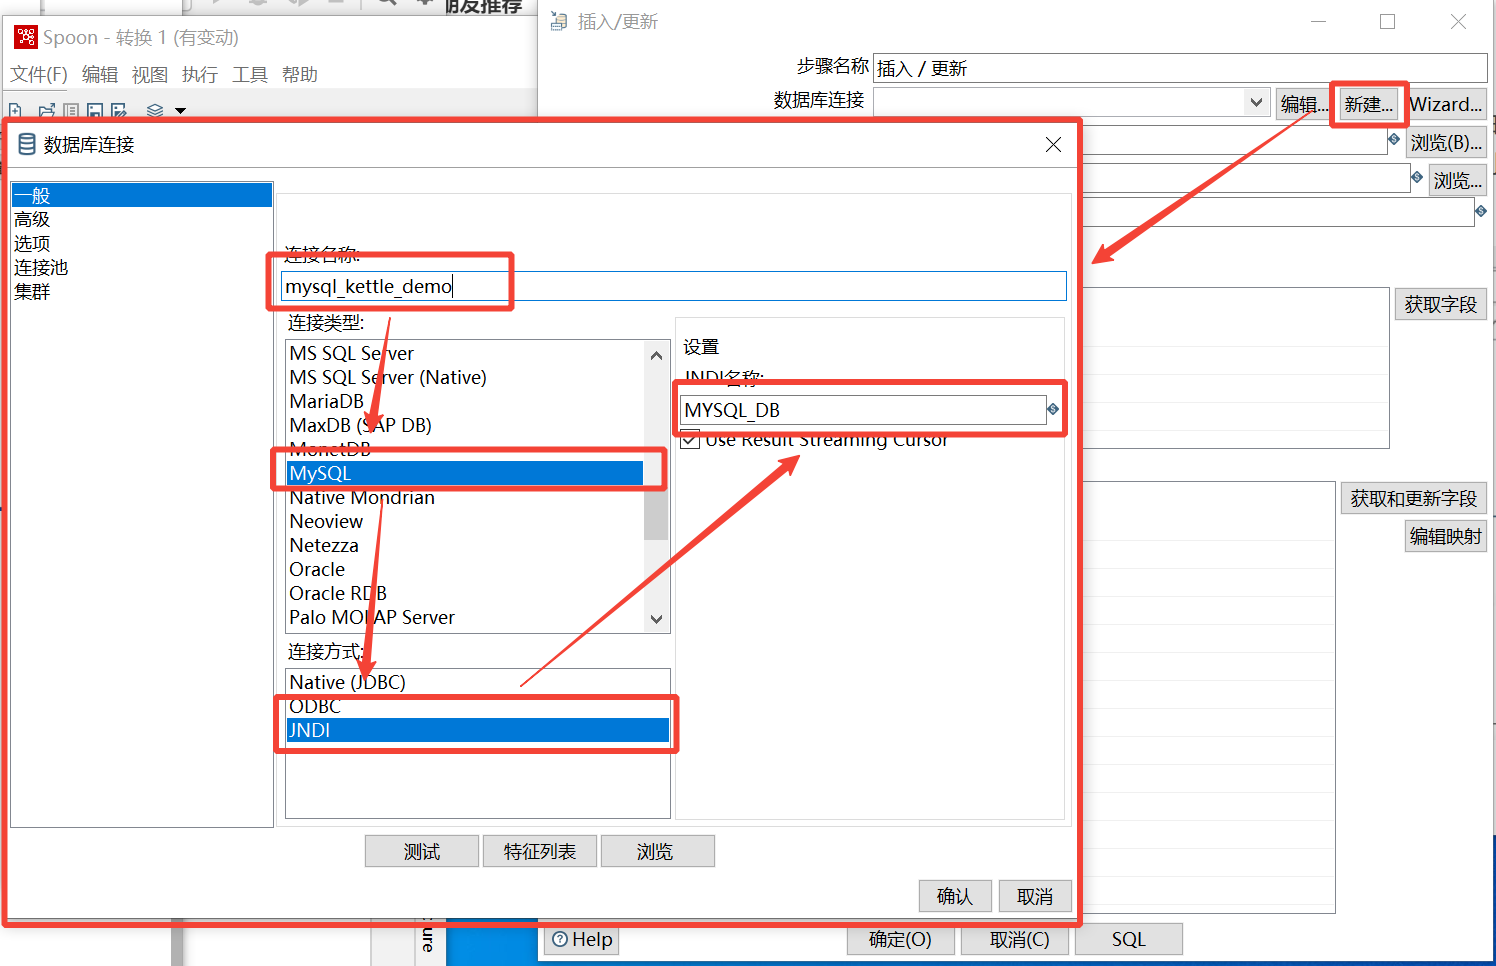 朋友推荐
Spoon - 转换 1 (有变动)
文件(F) 编辑 视图 执行 工具 帮助
插入/更新
步骤名称 插入 / 更新
数据库连接 编辑... 新建... Wizard...
浏览(B)...
浏览...
获取字段
获取和更新字段
编辑映射
数据库连接
一般
高级
选项
连接池
集群
连接名称:
mysql_kettle_demo
连接类型:
MS SQL Server
MS SQL Server (Native)
MariaDB
MaxDB (SAP DB)
MonetDB
MySQL
Native Mondrian
Neoview
Netezza
Oracle
Oracle RDB
Palo MOLAP Server
连接方式:
Native (JDBC)
ODBC
JNDI
设置
JNDI名称:
MYSQL_DB
Use Result Streaming Cursor
测试 特征列表 浏览
确认 取消
Help 确定(O) 取消(C) SQL